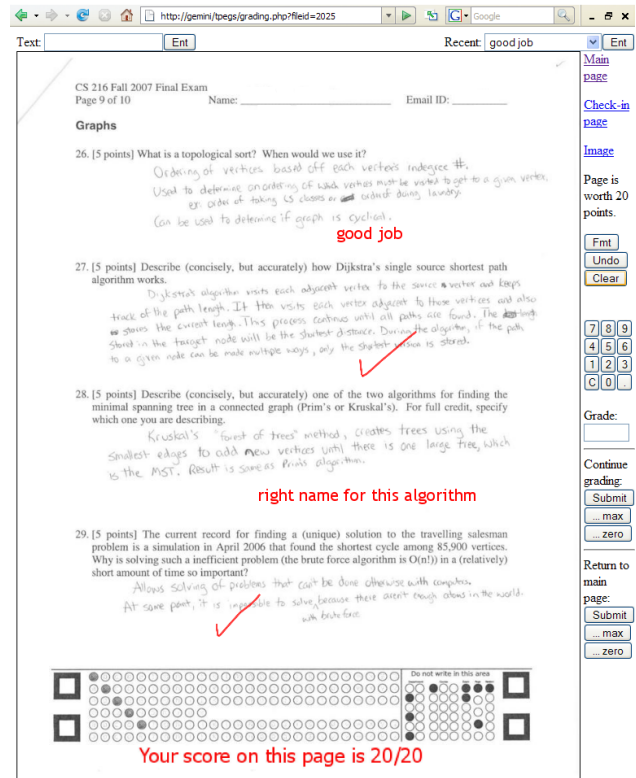 http://gemini/tpegs/grading.php?fileid=2025
Google
Text:
Ent
Recent:
good job
Ent
Main
page
Check-in
page
Image
Page is
worth 20
points.
Fmt
Undo
Clear
7 8 9
4 5 6
1 2 3
C 0 .
Grade:
Continue
grading:
Submit
... max
... zero
Return to
main
page:
Submit
... max
... zero
CS 216 Fall 2007 Final Exam
Page 9 of 10 Name: Email ID:
Graphs
26. [5 points] What is a topological sort? When would we use it?
Ordering of vertices based off each vertex's indegree #.
Used to determine an ordering of which vertices must be visited to get to a given vertex.
ex. order of taking CS classes or order of doing laundry.
Can be used to determine if graph is cyclical.
good job
27. [5 points] Describe (concisely, but accurately) how Dijkstra's single source shortest path
algorithm works.
Dijkstra's algorithm visits each adjacent vertex to the source vertex and keeps
track of the path length. It then visits each vertex adjacent to those vertices and also
stores the current length. This process continues until all paths are found. The length
stored in the target node will be the shortest distance. During the algorithm, if the path
to a given node can be made multiple ways, only the shortest version is stored.
28. [5 points] Describe (concisely, but accurately) one of the two algorithms for finding the
minimal spanning tree in a connected graph (Prim's or Kruskal's). For full credit, specify
which one you are describing.
Kruskal's "forest of trees" method, creates trees using the
smallest edges to add new vertices until there is one large tree, which
is the MST. Result is same as Prim's algorithm.
right name for this algorithm
29. [5 points] The current record for finding a (unique) solution to the travelling salesman
problem is a simulation in April 2006 that found the shortest cycle among 85,900 vertices.
Why is solving such a inefficient problem (the brute force algorithm is O(n!)) in a (relatively)
short amount of time so important?
Allows solving of problems that can't be done otherwise with computers.
At some point, it is impossible to solve because there aren't enough atoms in the world.
with brute force
Do not write in this area
Your score on this page is 20/20